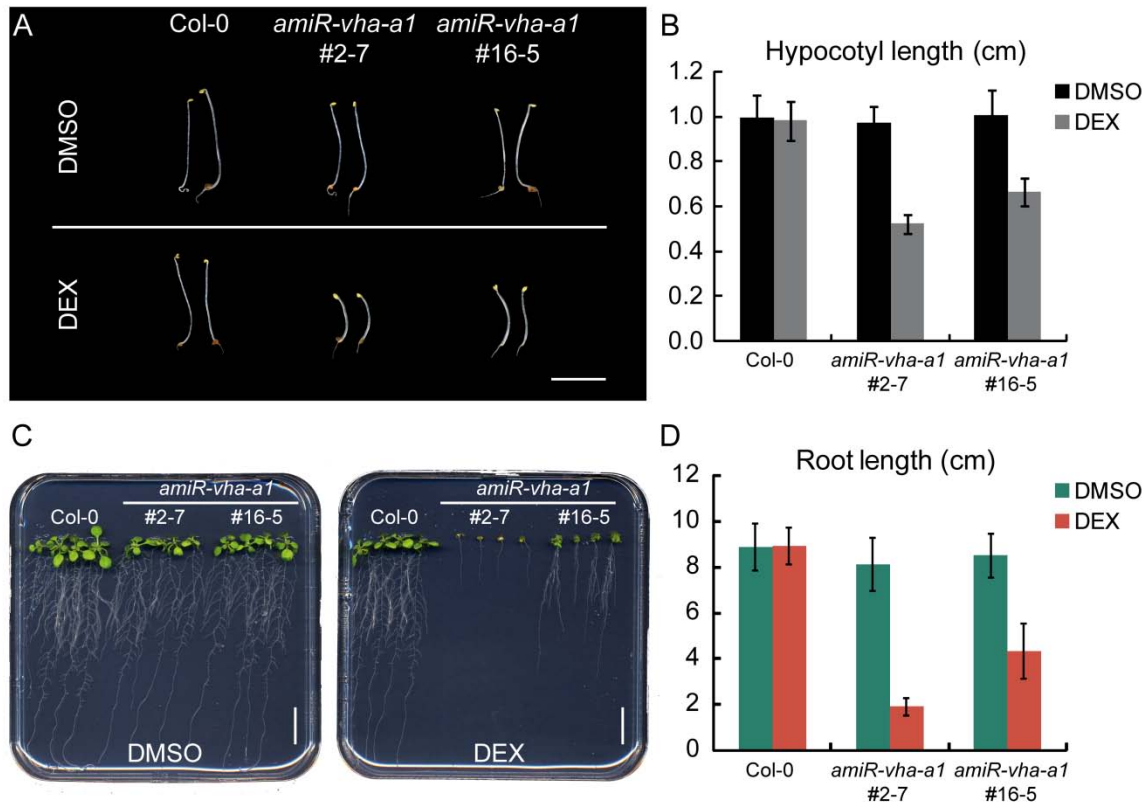 A
Col-0
amiR-vha-a1
#2-7
amiR-vha-a1
#16-5
DMSO
DEX
B
Hypocotyl length (cm)
1.2
1.0
0.8
0.6
0.4
0.2
0.0
DMSO
DEX
Col-0
amiR-vha-a1
#2-7
amiR-vha-a1
#16-5
C
amiR-vha-a1
Col-0
#2-7
#16-5
DMSO
amiR-vha-a1
Col-0
#2-7
#16-5
DEX
D
Root length (cm)
12
10
8
6
4
2
0
DMSO
DEX
Col-0
amiR-vha-a1
#2-7
amiR-vha-a1
#16-5